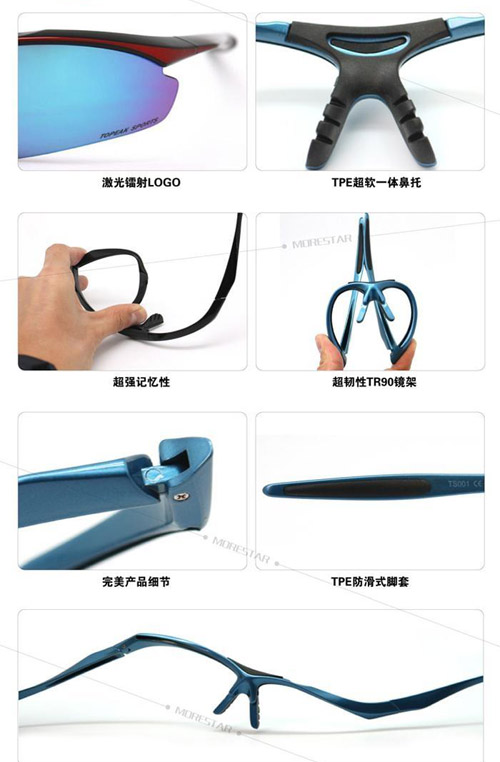 TOPEAK SPORTS
激光镭射LOGO
TPE超软一体鼻托
MORESTAR
超强记忆性
超韧性TR90镜架
TS001 CE
MORESTAR
完美产品细节
TPE防滑式脚套
MORESTAR